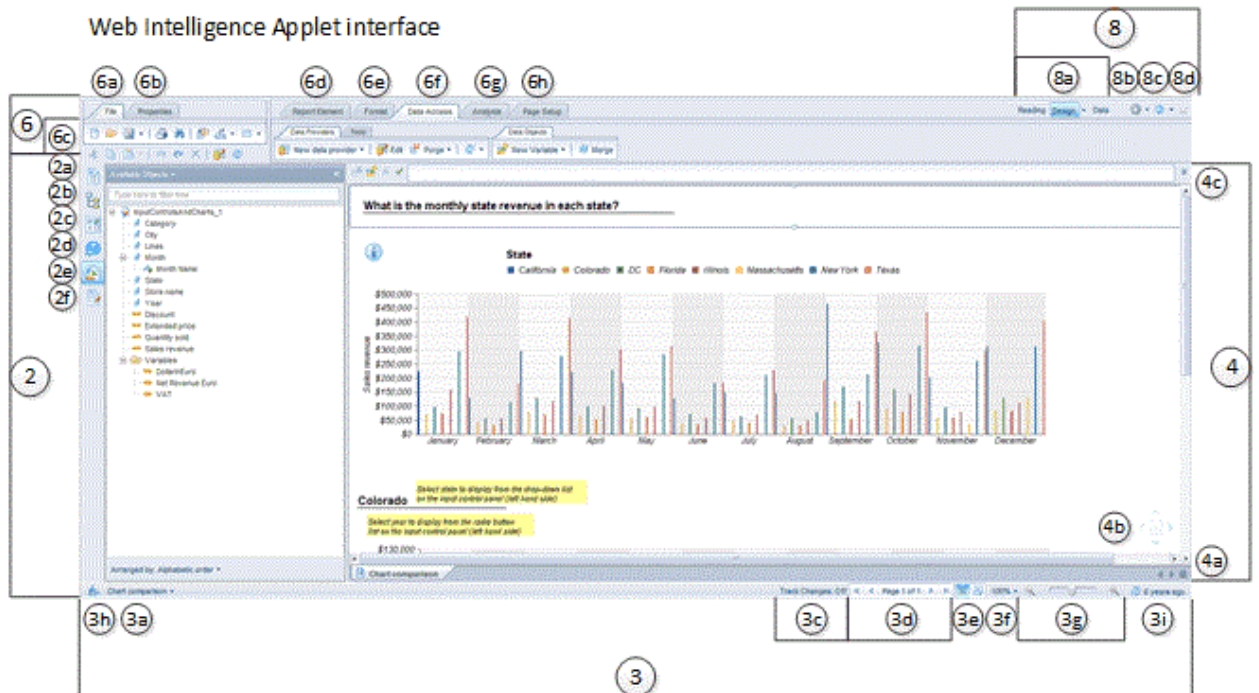 Web Intelligence Applet interface
8
6a 6b 6d 6e 6f 6g 6h 8a 8b 8c 8d
File Properties Report Element Format Data Access Analysis Page Setup Reading Design Data
6
6c
Data Providers Tools Data Objects
New data provider Edit Purge New Variable Merge
2a
Available Objects
4c
2b
Type here to filter tree
What is the monthly state revenue in each state?
2c
InputControlsAndCharts_1
Category
City
2d
Lines
Month
2e
Month Name
State
2f
Store name
Year
Discount
Extended price
Quantity sold
Sales revenue
Variables
DollarInEuro
Net Revenue Euro
VAT
State
California Colorado DC Florida Illinois Massachusetts New York Texas
Sales revenue
$500,000
$450,000
$400,000
$350,000
$300,000
$250,000
$200,000
$150,000
$100,000
$50,000
$0
January February March April May June July August September October November December
2
4
Colorado
Select state to display from the drop-down list
on the input control panel (left hand side)
Select year to display from the radio button
list on the input control panel (left hand side)
4b
$130,000
Arranged by: Alphabetic order
Chart comparison
4a
Chart comparison
Track Changes: Off Page 1 of 1 100% 6 years ago
3h 3a 3c 3d 3e 3f 3g 3i
3